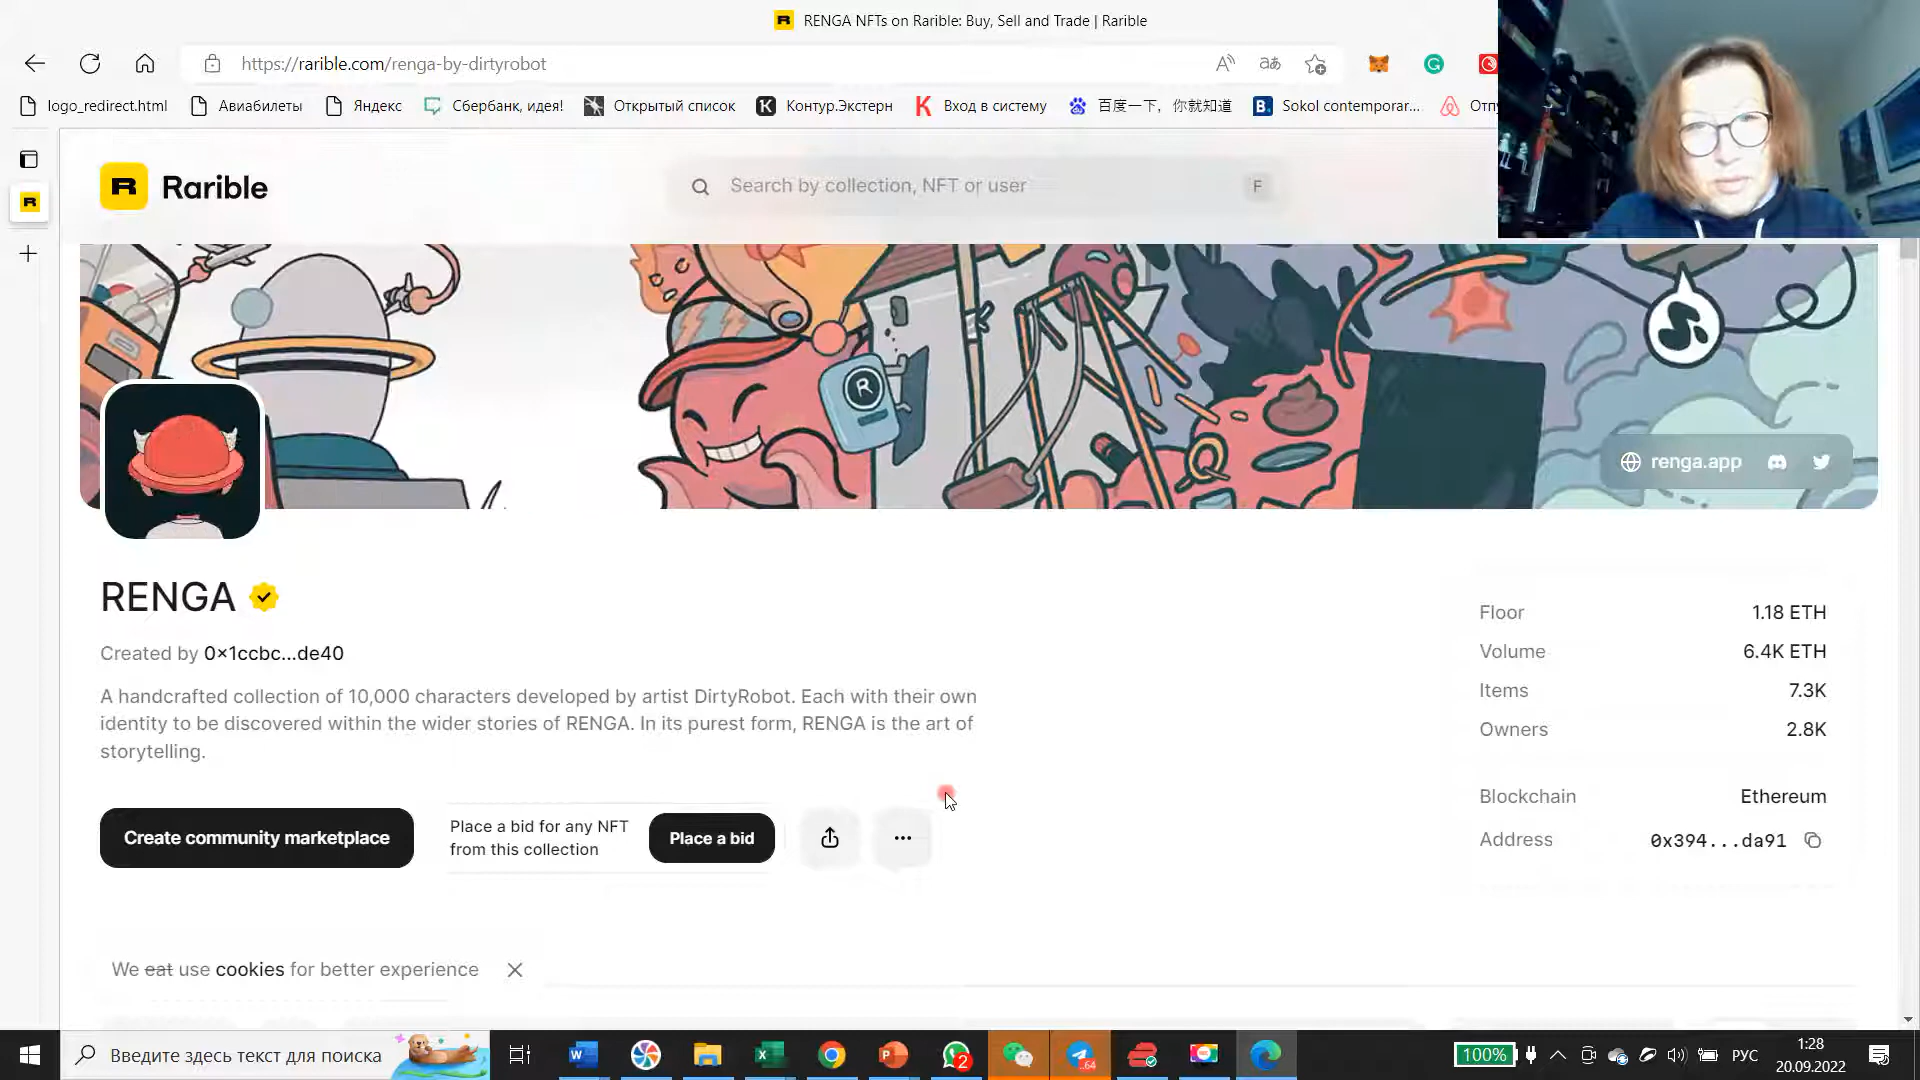 RENGA NFTs on Rarible: Buy, Sell and Trade | Rarible
https://rarible.com/renga-by-dirtyrobot
logo_redirect.html
Авиабилеты
Яндекс
Сбербанк, идея!
Открытый список
Контур.Экстерн
Вход в систему
百度一下，你就知道
Sokol contemporar...
Rarible
Search by collection, NFT or user
F
renga.app
RENGA
Created by 0x1ccbc...de40
A handcrafted collection of 10,000 characters developed by artist DirtyRobot. Each with their own
identity to be discovered within the wider stories of RENGA. In its purest form, RENGA is the art of
storytelling.
Floor 1.18 ETH
Volume 6.4K ETH
Items 7.3K
Owners 2.8K
Blockchain Ethereum
Address 0x394...da91
Create community marketplace
Place a bid for any NFT
from this collection
Place a bid
We eat use cookies for better experience
Введите здесь текст для поиска
2
64
100%
РУС
1:28
20.09.2022